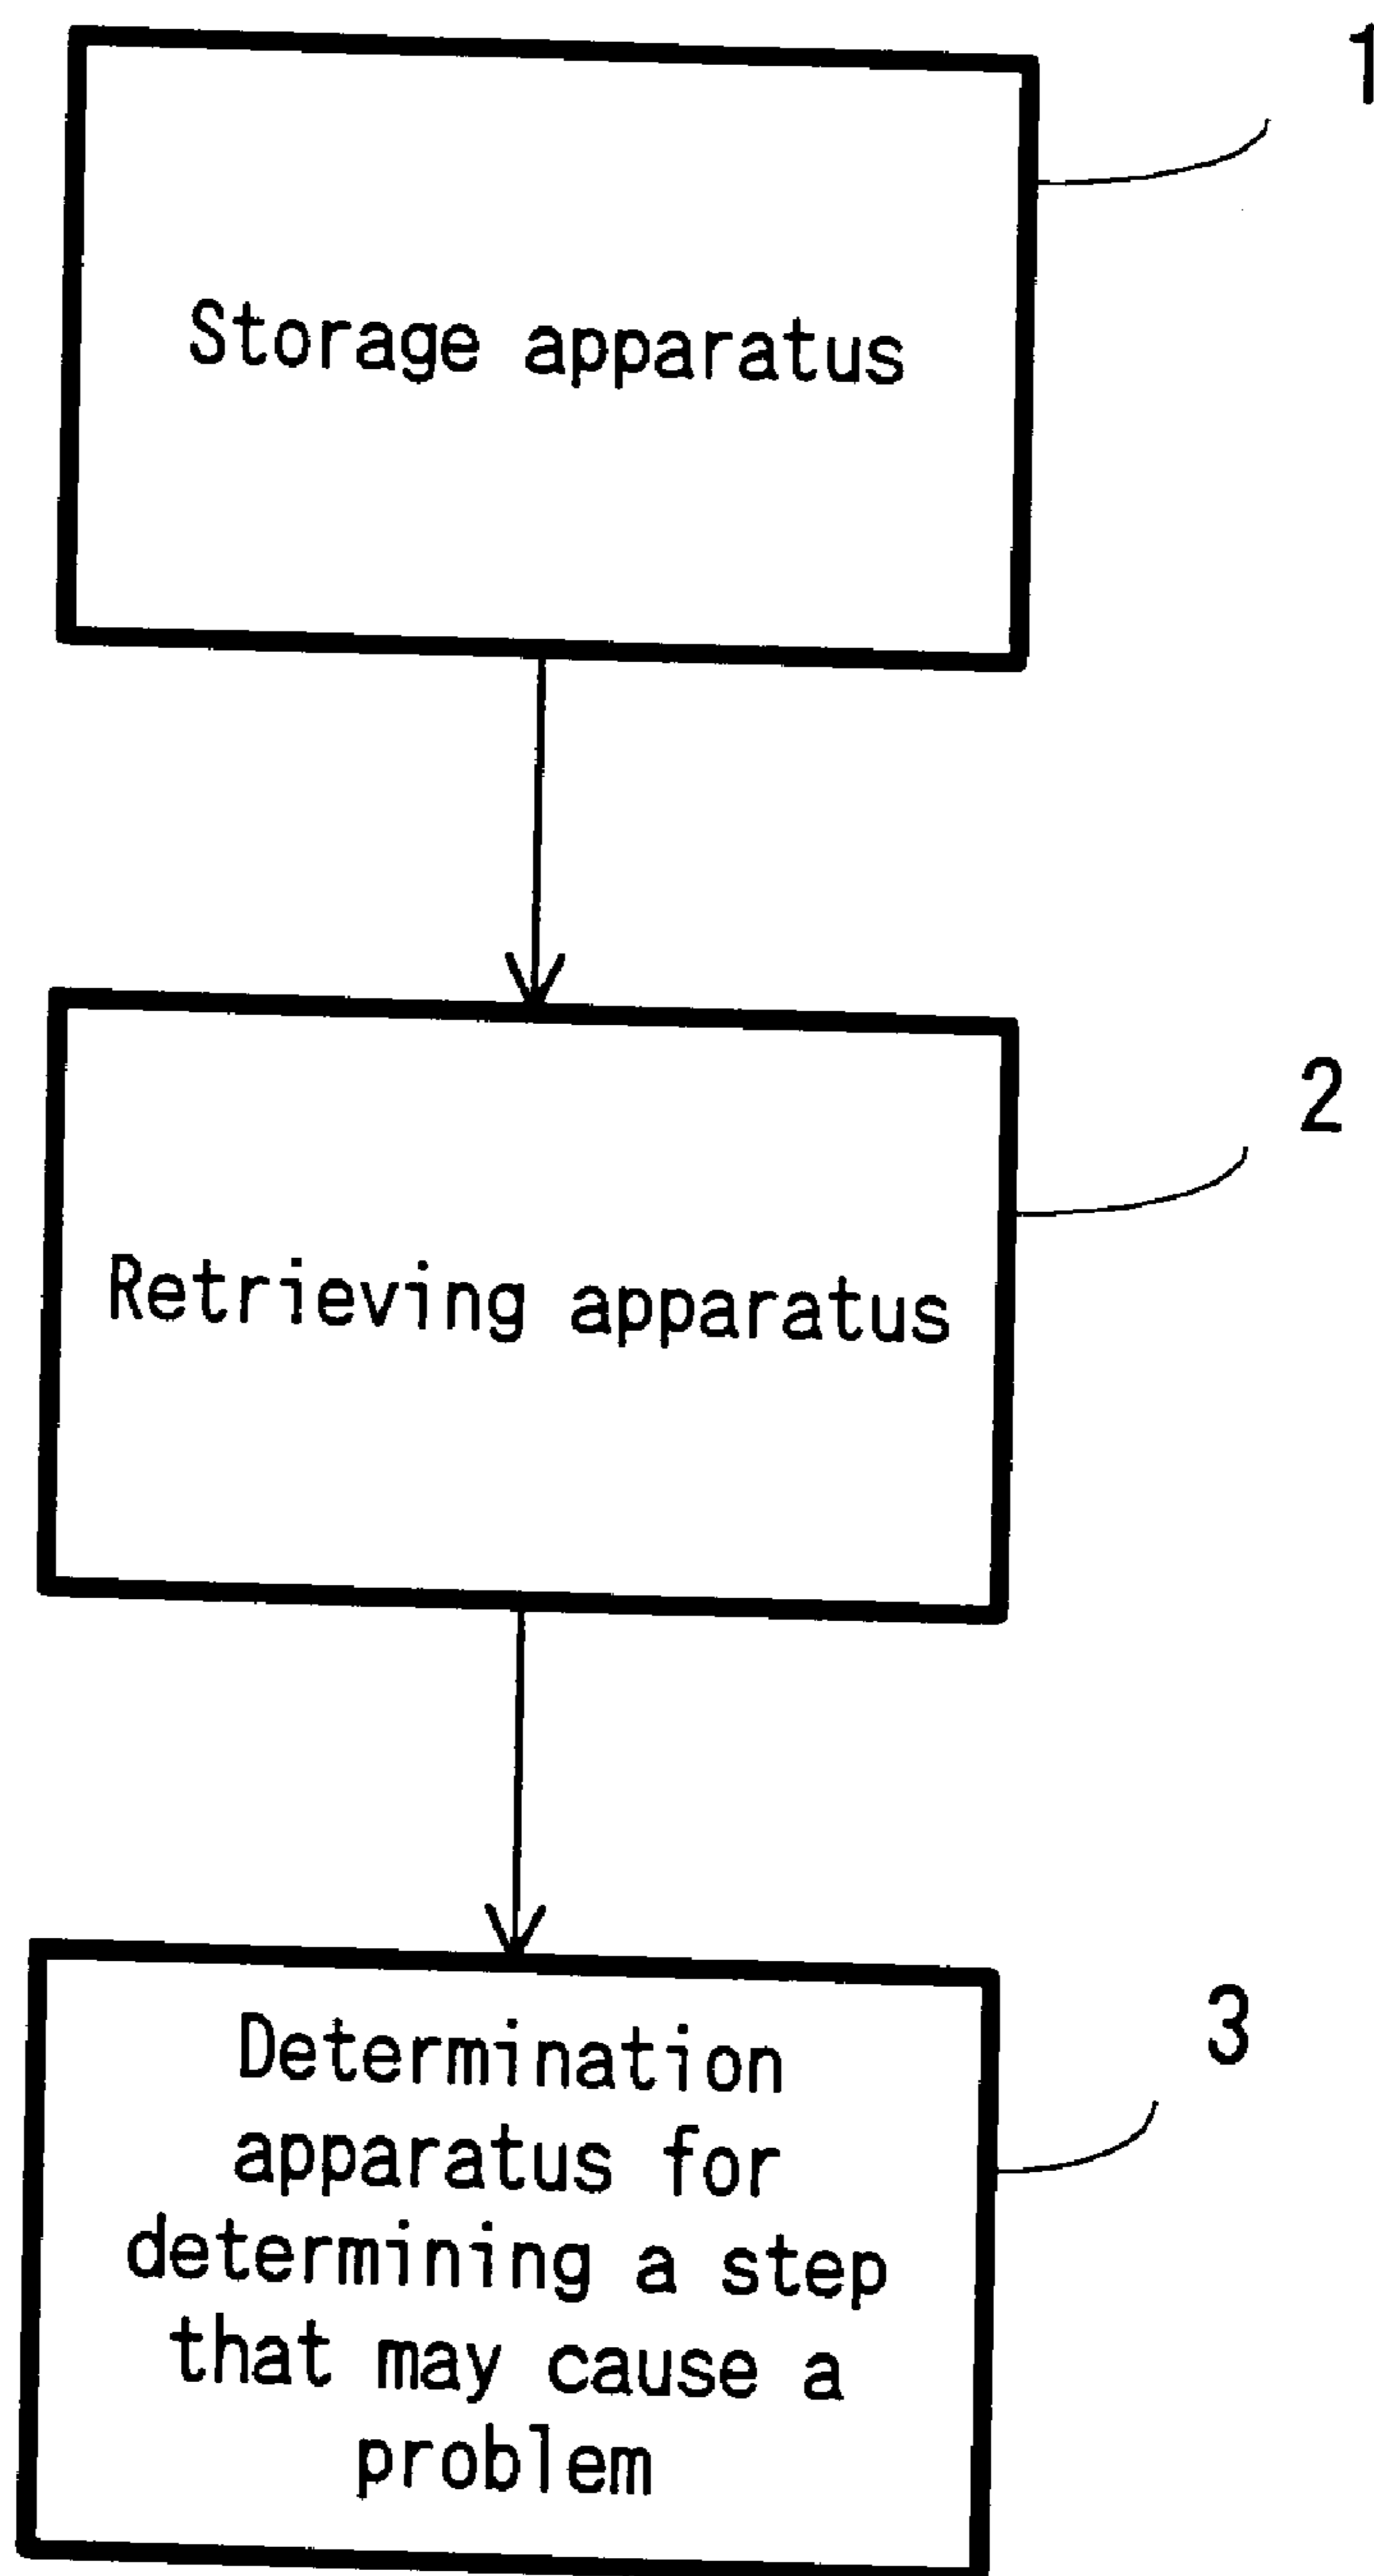 1
Storage apparatus
2
Retrieving apparatus
3
Determination
apparatus for
determining a step
that may cause a
problem